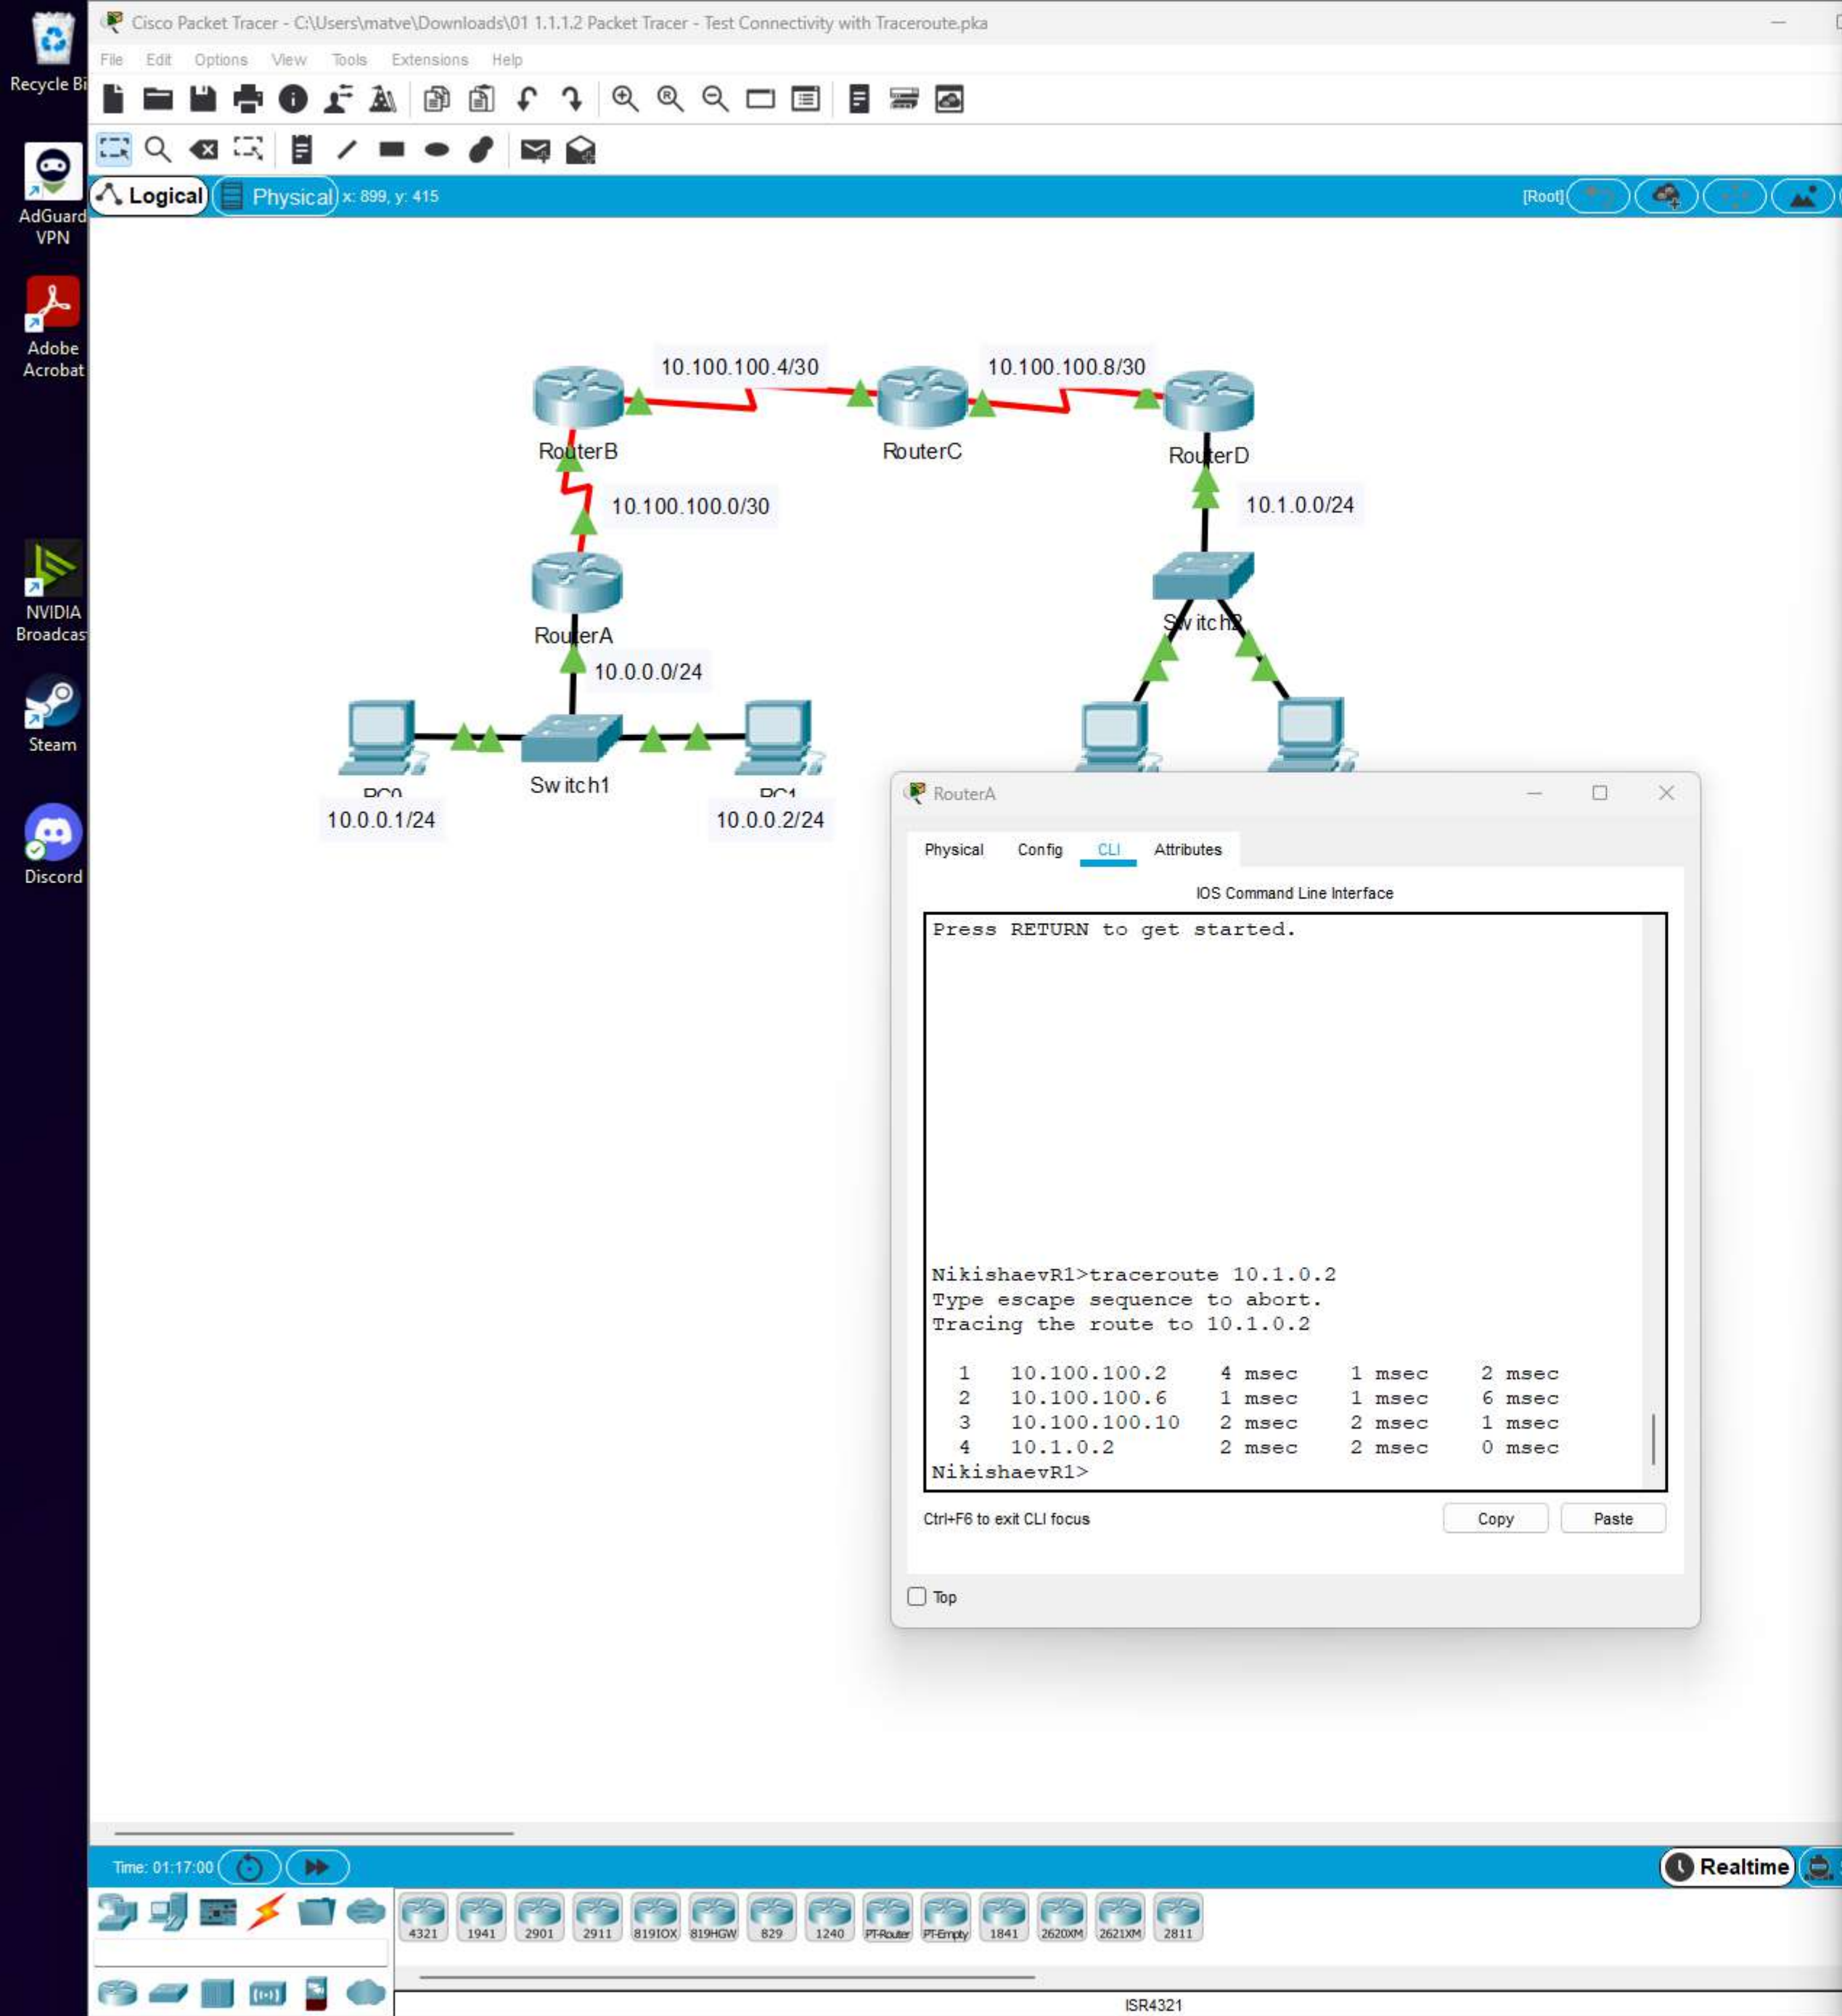 Recycle Bi
AdGuard
VPN
Adobe
Acrobat
NVIDIA
Broadcas
Steam
Discord
Cisco Packet Tracer - C:\Users\matve\Downloads\01 1.1.1.2 Packet Tracer - Test Connectivity with Traceroute.pka
File Edit Options View Tools Extensions Help
Logical Physical x: 899, y: 415 [Root]
10.100.100.4/30 10.100.100.8/30
RouterB RouterC RouterD
10.100.100.0/30 10.1.0.0/24
RouterA Switch2
10.0.0.0/24
PC0 Switch1 PC1
10.0.0.1/24 10.0.0.2/24
RouterA
Physical Config CLI Attributes
IOS Command Line Interface
Press RETURN to get started.
NikishaevR1>traceroute 10.1.0.2
Type escape sequence to abort.
Tracing the route to 10.1.0.2
1 10.100.100.2 4 msec 1 msec 2 msec
2 10.100.100.6 1 msec 1 msec 6 msec
3 10.100.100.10 2 msec 2 msec 1 msec
4 10.1.0.2 2 msec 2 msec 0 msec
NikishaevR1>
Ctrl+F6 to exit CLI focus Copy Paste
Top
Time: 01:17:00 Realtime
4321 1941 2901 2911 819IOX 819HGW 829 1240 PT-Router PT-Empty 1841 2620XM 2621XM 2811
ISR4321